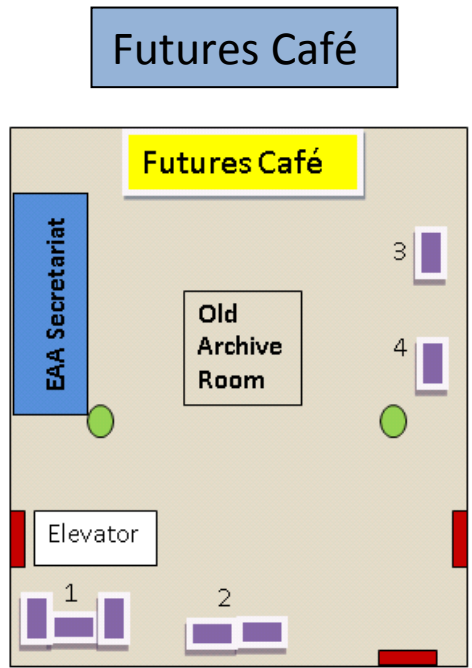 Futures Café
Futures Café
EAA Secretariat
3
Old
Archive
Room
4
Elevator
1
2